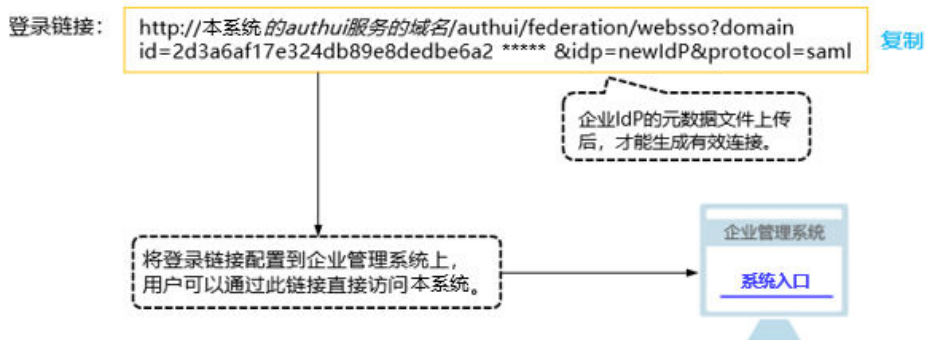 登录链接：
http://本系统的authui服务的域名/authui/federation/websso?domain
id=2d3a6af17e324db89e8dedbe6a2 ***** &idp=newIdP&protocol=saml
复制
企业IdP的元数据文件上传
后，才能生成有效连接。
将登录链接配置到企业管理系统上，
用户可以通过此链接直接访问本系统。
企业管理系统
系统入口